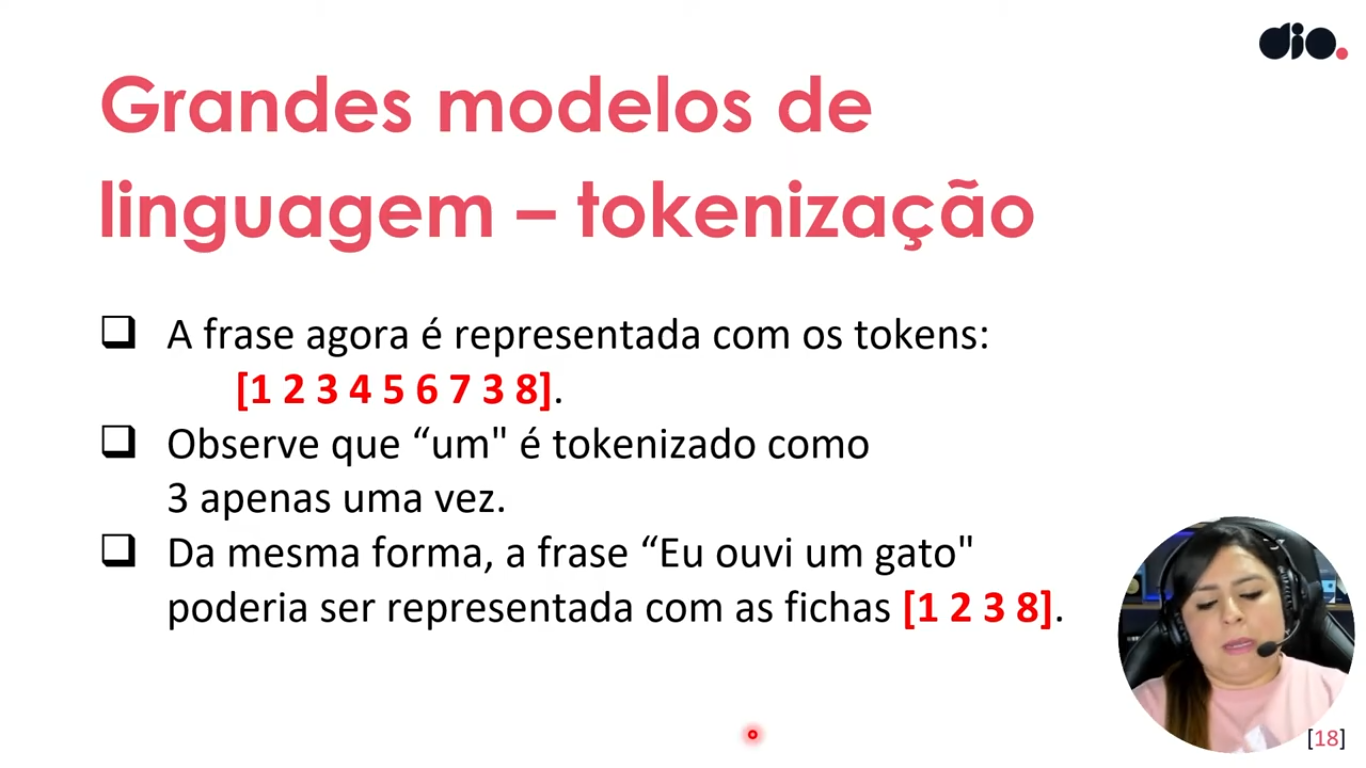 dio.
Grandes modelos de
linguagem – tokenização
❑ A frase agora é representada com os tokens:
[1 2 3 4 5 6 7 3 8].
❑ Observe que “um" é tokenizado como
3 apenas uma vez.
❑ Da mesma forma, a frase “Eu ouvi um gato"
poderia ser representada com as fichas [1 2 3 8].
[18]